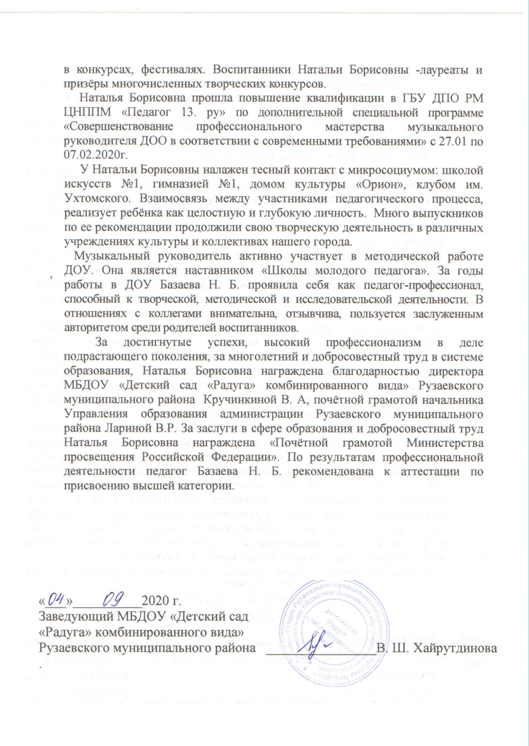 в конкурсах, фестивалях. Воспитанники Натальи Борисовны -лауреаты и
призёры многочисленных творческих конкурсов.
Наталья Борисовна прошла повышение квалификации в ГБУ ДПО РМ
ЦНППМ «Педагог 13. ру» по дополнительной специальной программе
«Совершенствование профессионального мастерства музыкального
руководителя ДОО в соответствии с современными требованиями» с 27.01 по
07.02.2020г.
У Натальи Борисовны налажен тесный контакт с микросоциумом: школой
искусств №1, гимназией №1, домом культуры «Орион», клубом им.
Ухтомского. Взаимосвязь между участниками педагогического процесса,
реализует ребёнка как целостную и глубокую личность. Много выпускников
по ее рекомендации продолжили свою творческую деятельность в различных
учреждениях культуры и коллективах нашего города.
Музыкальный руководитель активно участвует в методической работе
ДОУ. Она является наставником «Школы молодого педагога». За годы
работы в ДОУ Базаева Н. Б. проявила себя как педагог-профессионал,
способный к творческой, методической и исследовательской деятельности. В
отношениях с коллегами внимательна, отзывчива, пользуется заслуженным
авторитетом среди родителей воспитанников.
За достигнутые успехи, высокий профессионализм в деле
подрастающего поколения, за многолетний и добросовестный труд в системе
образования, Наталья Борисовна награждена благодарностью директора
МБДОУ «Детский сад «Радуга» комбинированного вида» Рузаевского
муниципального района Кручинкиной В. А, почётной грамотой начальника
Управления образования администрации Рузаевского муниципального
района Лариной В.Р. За заслуги в сфере образования и добросовестный труд
Наталья Борисовна награждена «Почётной грамотой Министерства
просвещения Российской Федерации». По результатам профессиональной
деятельности педагог Базаева Н. Б. рекомендована к аттестации по
присвоению высшей категории.
«04» 09 2020 г.
Заведующий МБДОУ «Детский сад
«Радуга» комбинированного вида»
Рузаевского муниципального района В. Ш. Хайрутдинова